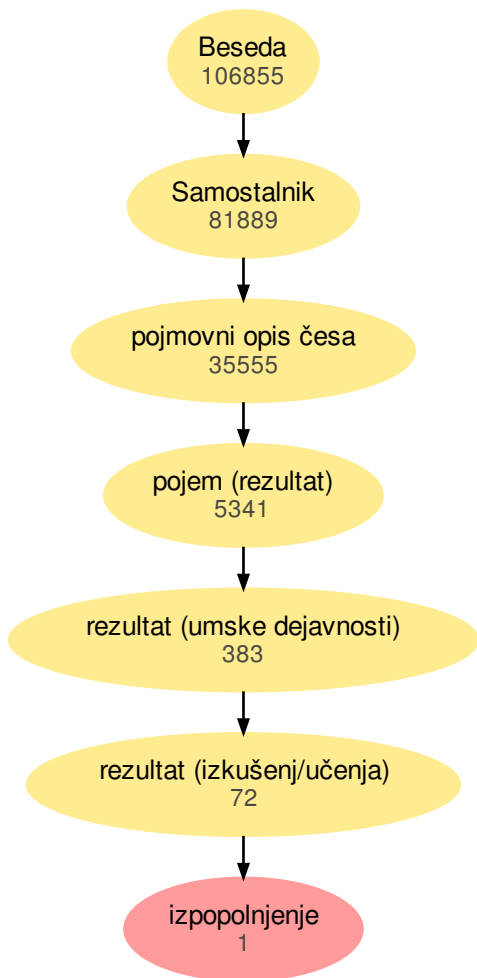 Beseda
106855
Samostalnik
81889
pojmovni opis česa
35555
pojem (rezultat)
5341
rezultat (umske dejavnosti)
383
rezultat (izkušenj/učenja)
72
izpopolnjenje
1